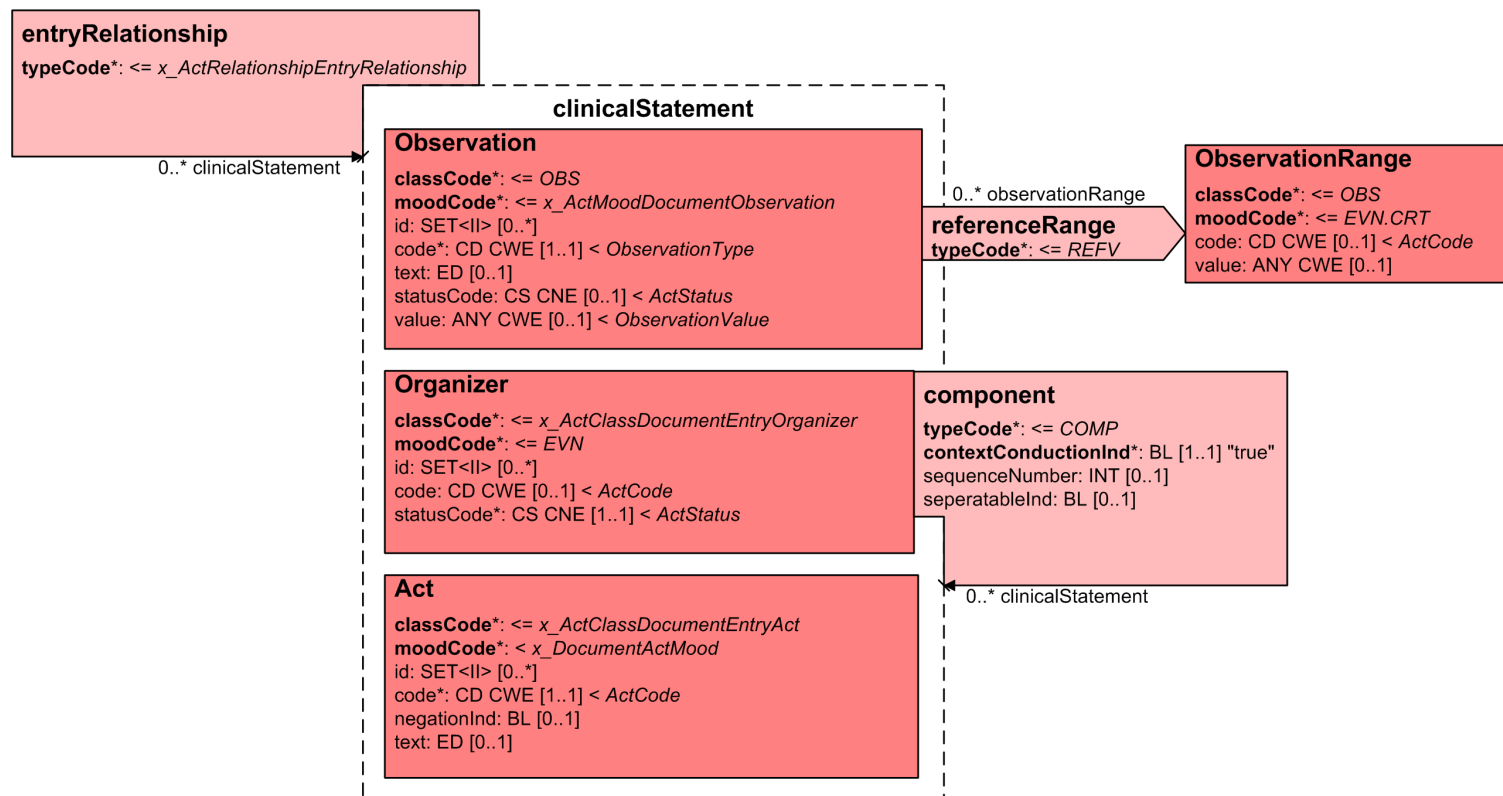 entryRelationship
typeCode*: <= x_ActRelationshipEntryRelationship
0..* clinicalStatement
clinicalStatement
Observation
classCode*: <= OBS
moodCode*: <= x_ActMoodDocumentObservation
id: SET<II> [0..*]
code*: CD CWE [1..1] < ObservationType
text: ED [0..1]
statusCode: CS CNE [0..1] < ActStatus
value: ANY CWE [0..1] < ObservationValue
0..* observationRange
referenceRange
typeCode*: <= REFV
ObservationRange
classCode*: <= OBS
moodCode*: <= EVN.CRT
code: CD CWE [0..1] < ActCode
value: ANY CWE [0..1]
Organizer
classCode*: <= x_ActClassDocumentEntryOrganizer
moodCode*: <= EVN
id: SET<II> [0..*]
code: CD CWE [0..1] < ActCode
statusCode*: CS CNE [1..1] < ActStatus
component
typeCode*: <= COMP
contextConductionInd*: BL [1..1] "true"
sequenceNumber: INT [0..1]
seperatableInd: BL [0..1]
0..* clinicalStatement
Act
classCode*: <= x_ActClassDocumentEntryAct
moodCode*: < x_DocumentActMood
id: SET<II> [0..*]
code*: CD CWE [1..1] < ActCode
negationInd: BL [0..1]
text: ED [0..1]